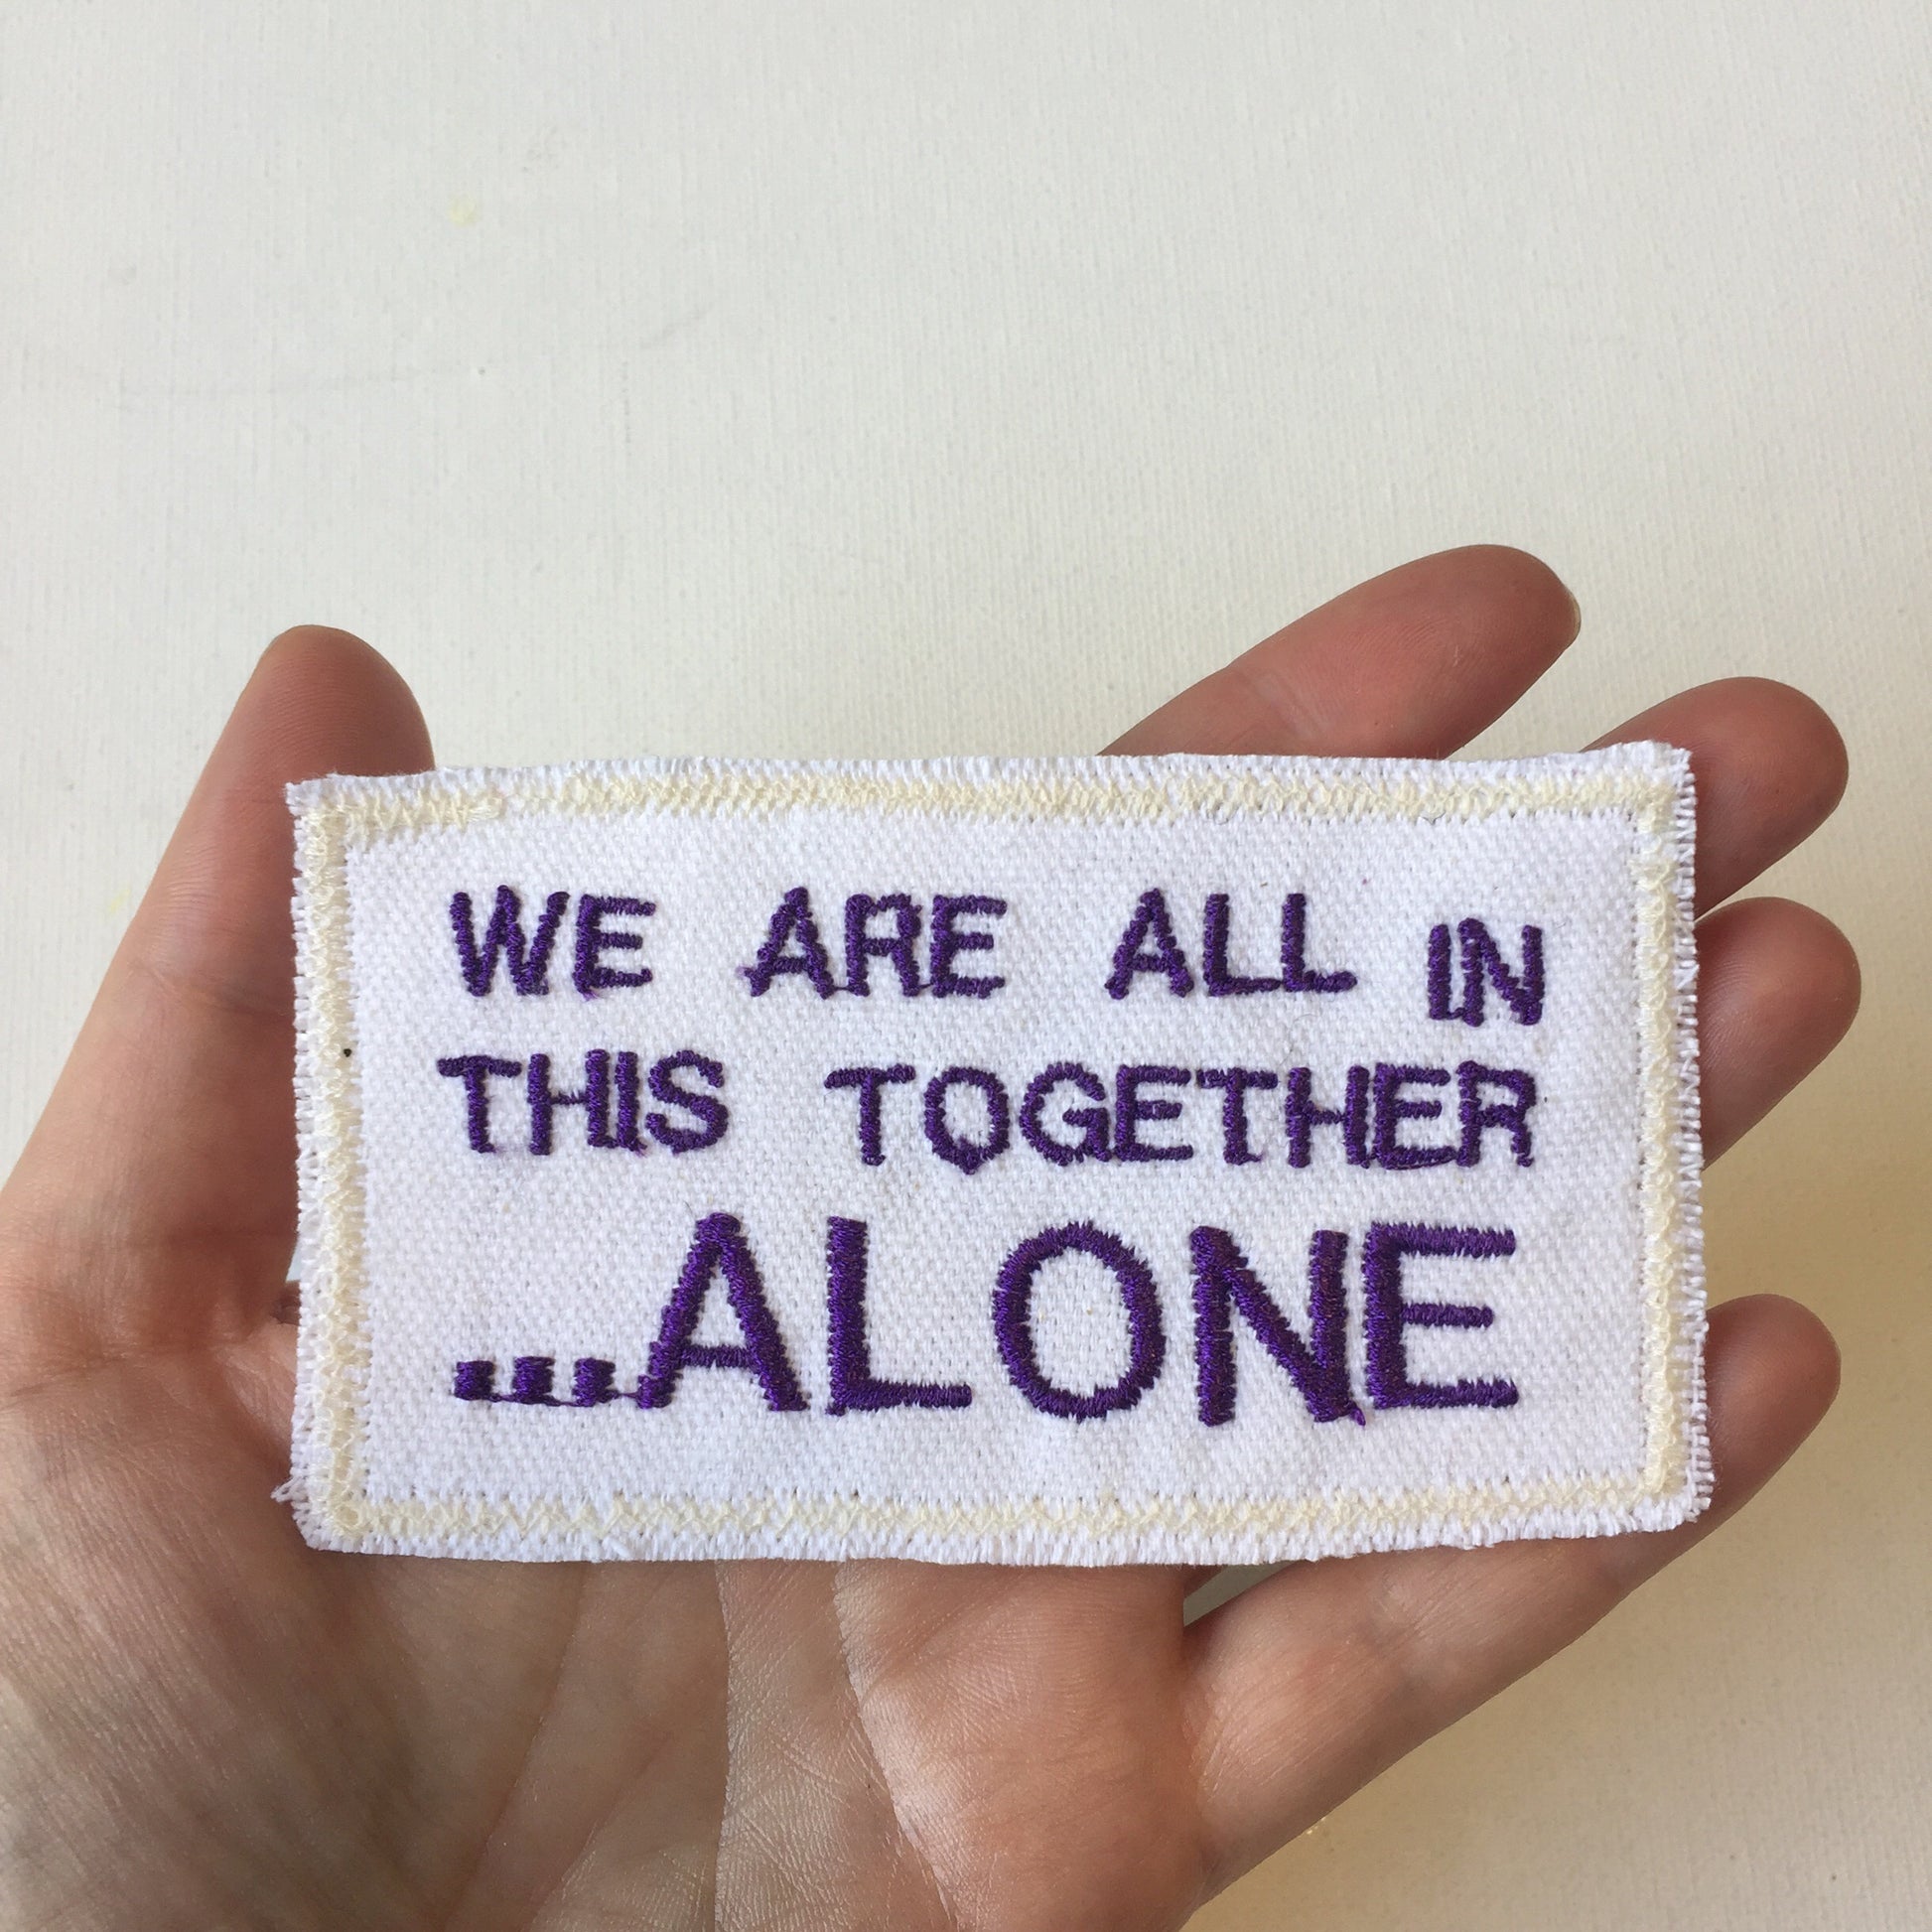 WE ARE ALL IN
THIS TOGETHER
...ALONE